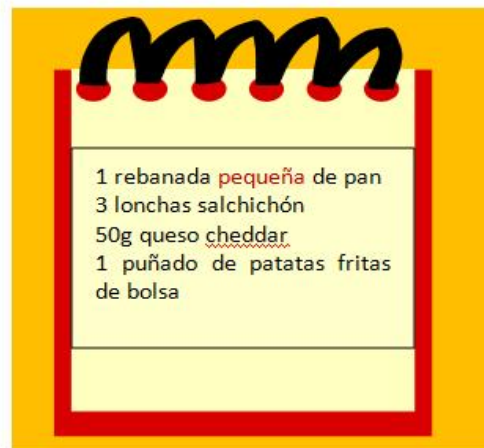 1 rebanada pequeña de pan
3 lonchas salchichón
50g queso cheddar
1 puñado de patatas fritas
de bolsa